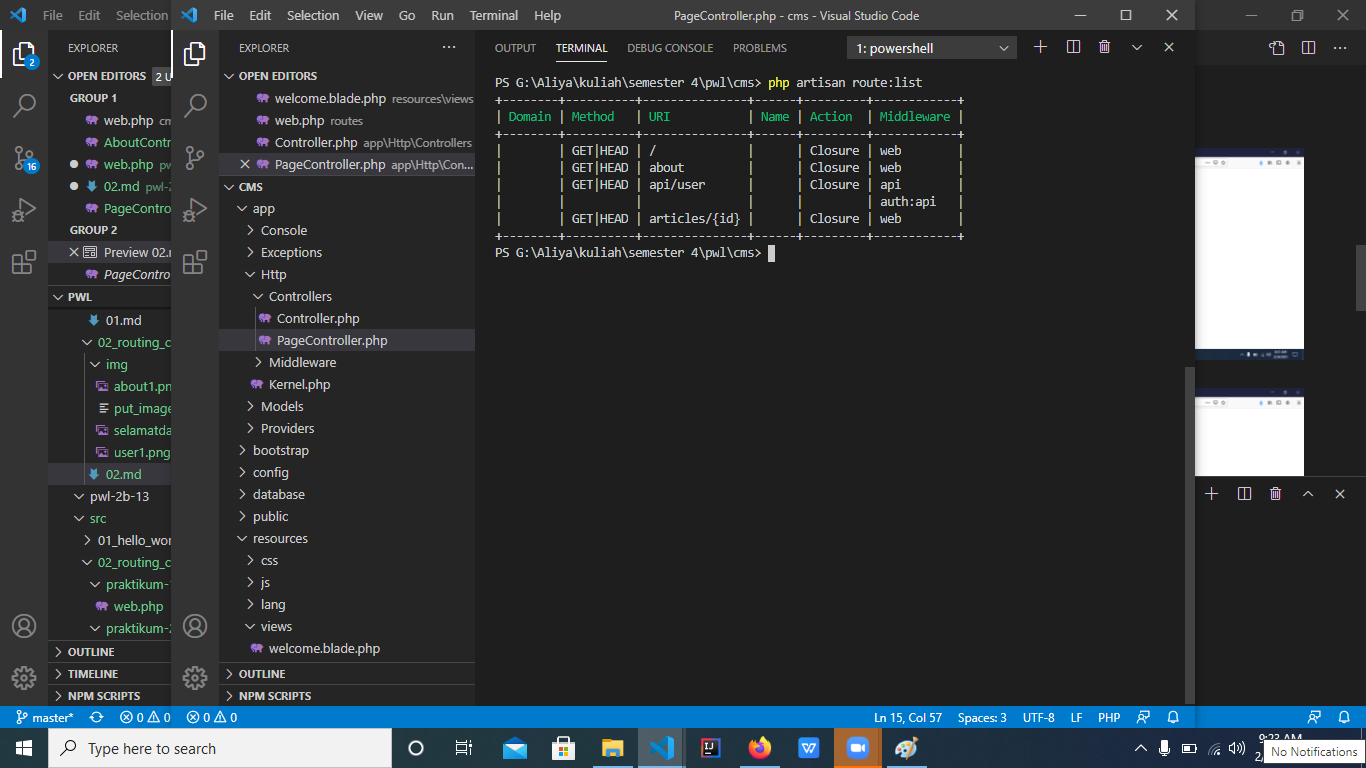 File Edit Selection
EXPLORER
OPEN EDITORS 2 U
GROUP 1
web.php
AboutContr
web.php
02.md pwl-2
PageContro
GROUP 2
Preview 02.
PageContro
PWL
01.md
02_routing_c
img
about1.pn
put_image
selamatda
user1.png
02.md
pwl-2b-13
src
01_hello_wor
02_routing_c
praktikum-
web.php
praktikum-2
OUTLINE
TIMELINE
NPM SCRIPTS
2
16
master*
0 0
File Edit Selection View Go Run Terminal Help
PageController.php - cms - Visual Studio Code
EXPLORER
OPEN EDITORS
welcome.blade.php resources\views
web.php routes
Controller.php app\Http\Controllers
PageController.php app\Http\Con...
CMS
app
Console
Exceptions
Http
Controllers
Controller.php
PageController.php
Middleware
Kernel.php
Models
Providers
bootstrap
config
database
public
resources
css
js
lang
views
welcome.blade.php
OUTLINE
NPM SCRIPTS
OUTPUT TERMINAL DEBUG CONSOLE PROBLEMS
1: powershell
PS G:\Aliya\kuliah\semester 4\pwl\cms> php artisan route:list
+--------+----------+---------------+------+---------+------------+
| Domain | Method   | URI           | Name | Action  | Middleware |
+--------+----------+---------------+------+---------+------------+
|        | GET|HEAD | /             |      | Closure | web        |
|        | GET|HEAD | about         |      | Closure | web        |
|        | GET|HEAD | api/user      |      | Closure | api        |
|        |          |               |      |         | auth:api   |
|        | GET|HEAD | articles/{id} |      | Closure | web        |
+--------+----------+---------------+------+---------+------------+
PS G:\Aliya\kuliah\semester 4\pwl\cms>
0 0
Ln 15, Col 57 Spaces: 3 UTF-8 LF PHP
Type here to search
9:23 AM
No Notifications